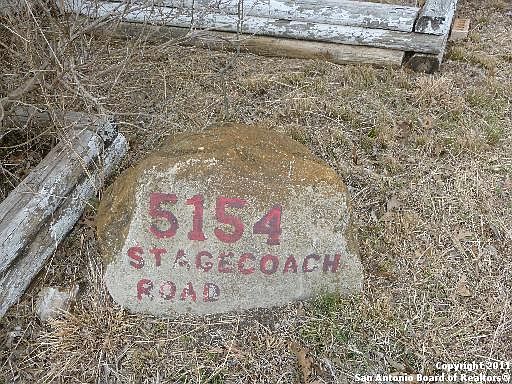 5154
STAGECOACH
ROAD
Copyright 2011
San Antonio Board of Realtors®